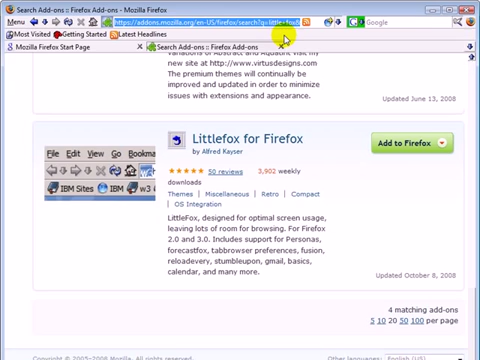 Search Add-ons :: Firefox Add-ons - Mozilla Firefox
Menu
https://addons.mozilla.org/en-US/firefox/search?q=littlefox&
Google
Most Visited Getting Started Latest Headlines
Mozilla Firefox Start Page
Search Add-ons :: Firefox Add-ons
my new site at http://www.virtusdesigns.com
The premium themes will continually be
improved and updated in order to minimize
issues with extensions and appearance.
Updated June 13, 2008
Littlefox for Firefox
by Alfred Kayser
Add to Firefox
File Edit View Go Bookma
IBM Sites IBM w3
50 reviews 3,902 weekly
downloads
Themes | Miscellaneous | Retro | Compact
| OS Integration
LittleFox, designed for optimal screen usage,
leaving lots of room for browsing. For Firefox
2.0 and 3.0. Includes support for Personas,
forecastfox, tabbrowser preferences, fusion,
reloadevery, stumbleupon, gmail, basics,
calendar, and many more.
Updated October 8, 2008
4 matching add-ons
5 10 20 50 100 per page
Copyright © 2005-2008 Mozilla. All rights reserved.
Other languages: English (US)